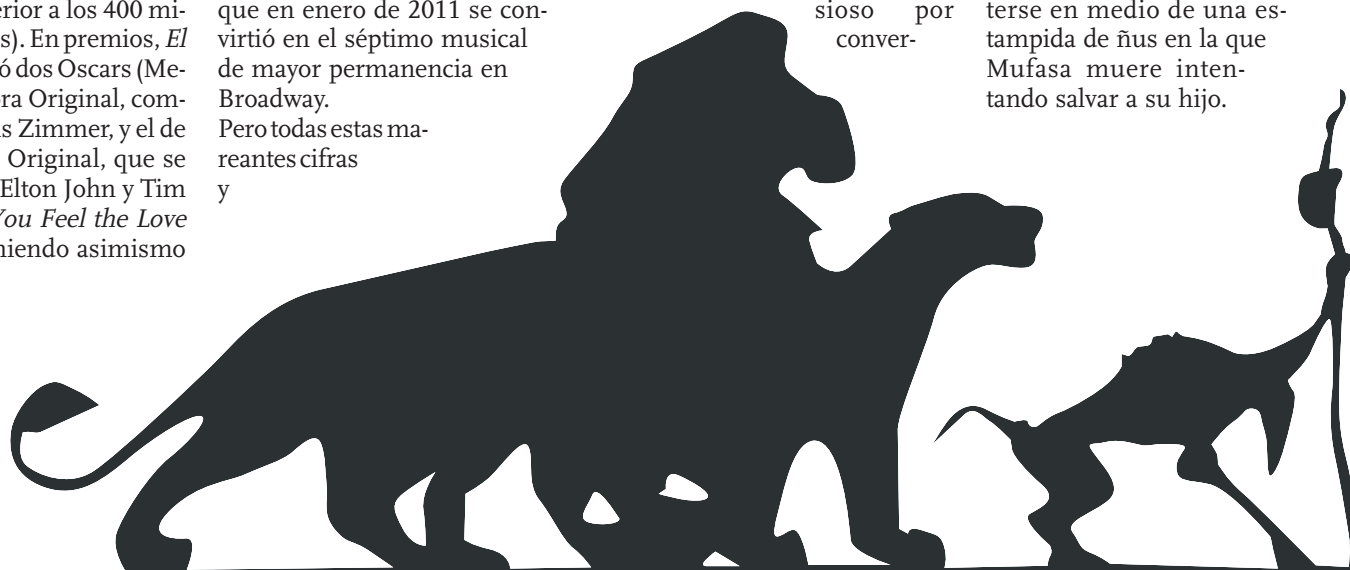 erior a los 400 mi-
s). En premios, El
ó dos Oscars (Me-
ra Original, com-
s Zimmer, y el de
Original, que se
Elton John y Tim
You Feel the Love
niendo asimismo
que en enero de 2011 se con-
virtió en el séptimo musical
de mayor permanencia en
Broadway.
Pero todas estas ma-
reantes cifras
y
sioso por
conver-
terse en medio de una es-
tampida de ñus en la que
Mufasa muere inten-
tando salvar a su hijo.